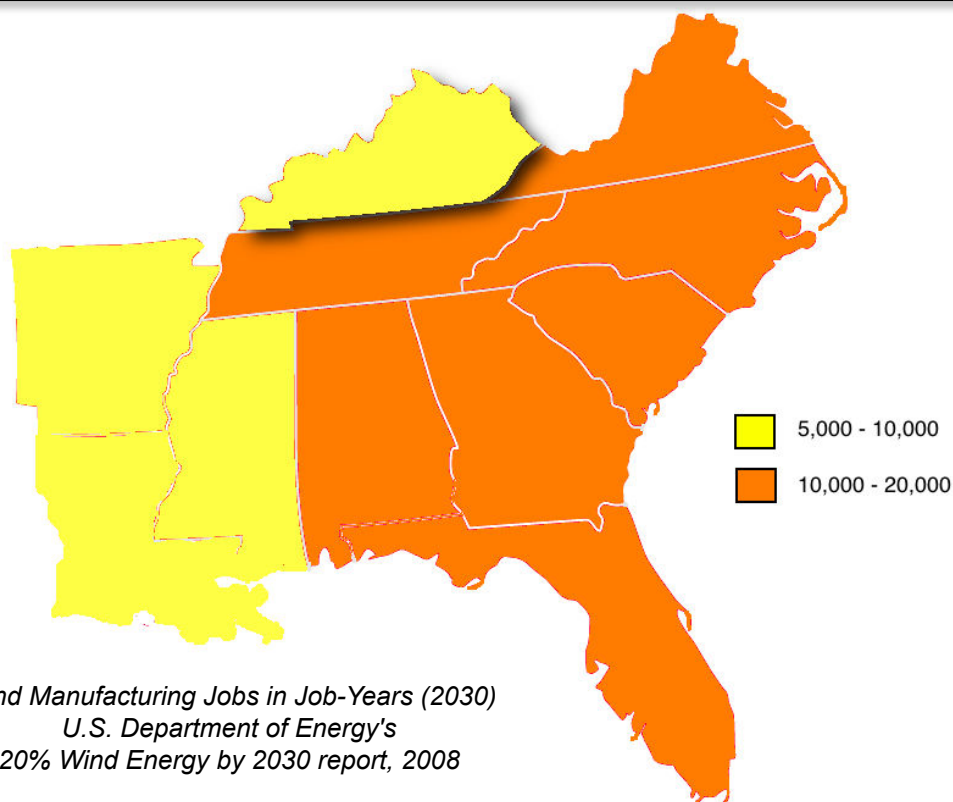 5,000 - 10,000
10,000 - 20,000
nd Manufacturing Jobs in Job-Years (2030)
U.S. Department of Energy's
20% Wind Energy by 2030 report, 2008